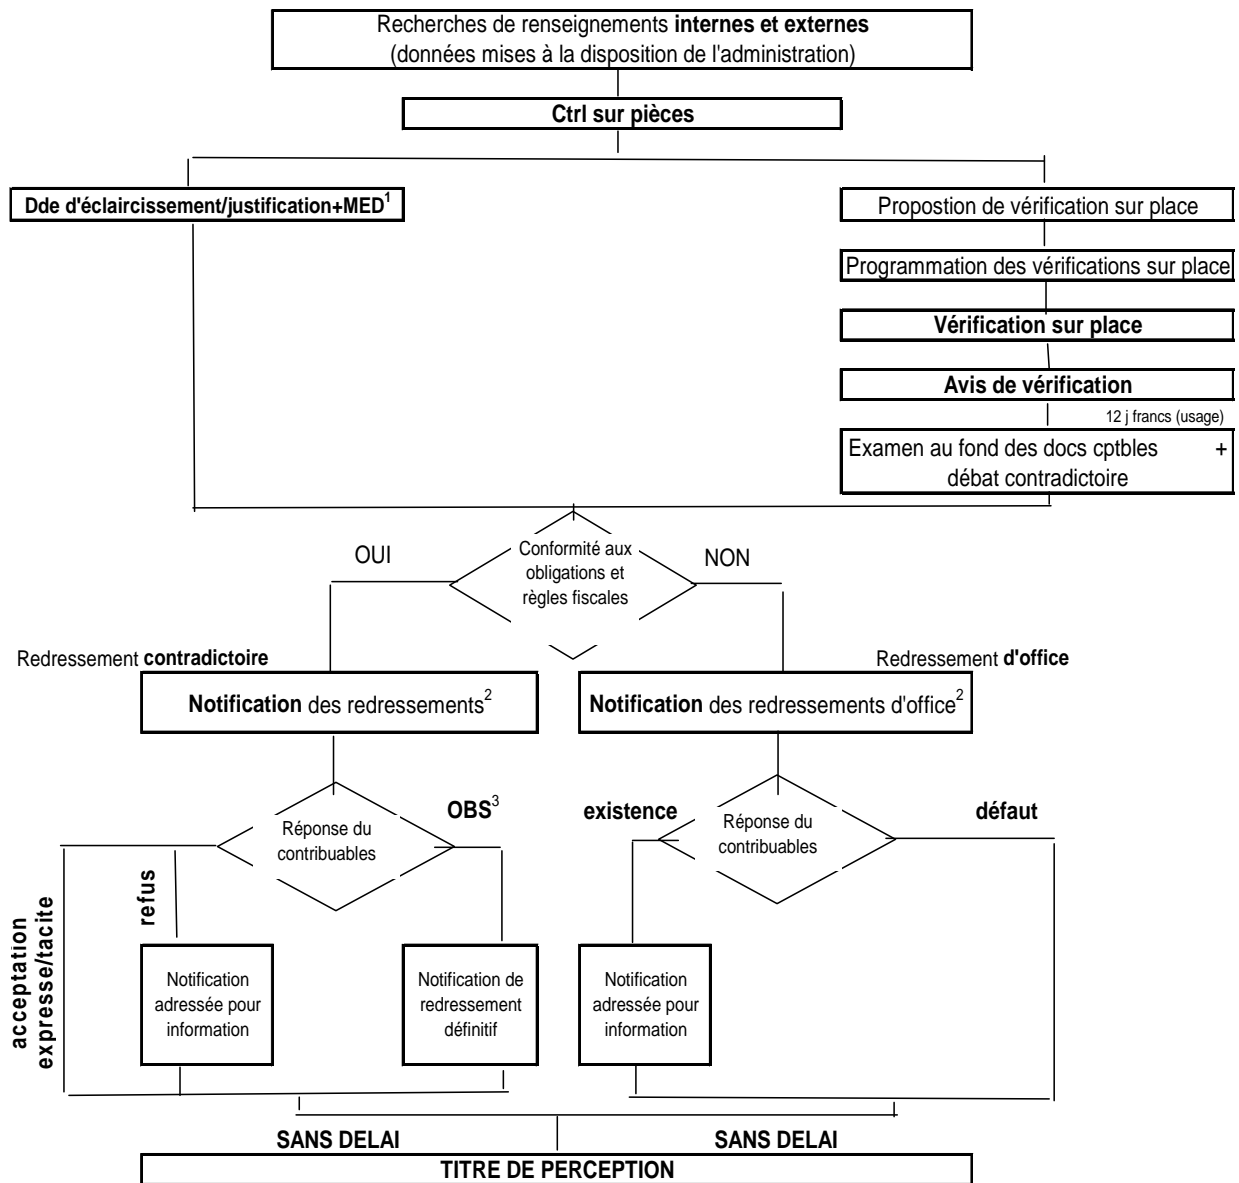 Recherches de renseignements internes et externes
(données mises à la disposition de l'administration)
Ctrl sur pièces
Dde d'éclaircissement/justification+MED¹
Propostion de vérification sur place
Programmation des vérifications sur place
Vérification sur place
Avis de vérification
12 j francs (usage)
Examen au fond des docs cptbles +
débat contradictoire
OUI
Conformité aux
obligations et
règles fiscales
NON
Redressement contradictoire
Redressement d'office
Notification des redressements²
Notification des redressements d'office²
Réponse du
contribuables
OBS³
existence
Réponse du
contribuables
défaut
acceptation
expresse/tacite
refus
Notification
adressée pour
information
Notification de
redressement
définitif
Notification
adressée pour
information
SANS DELAI
SANS DELAI
TITRE DE PERCEPTION